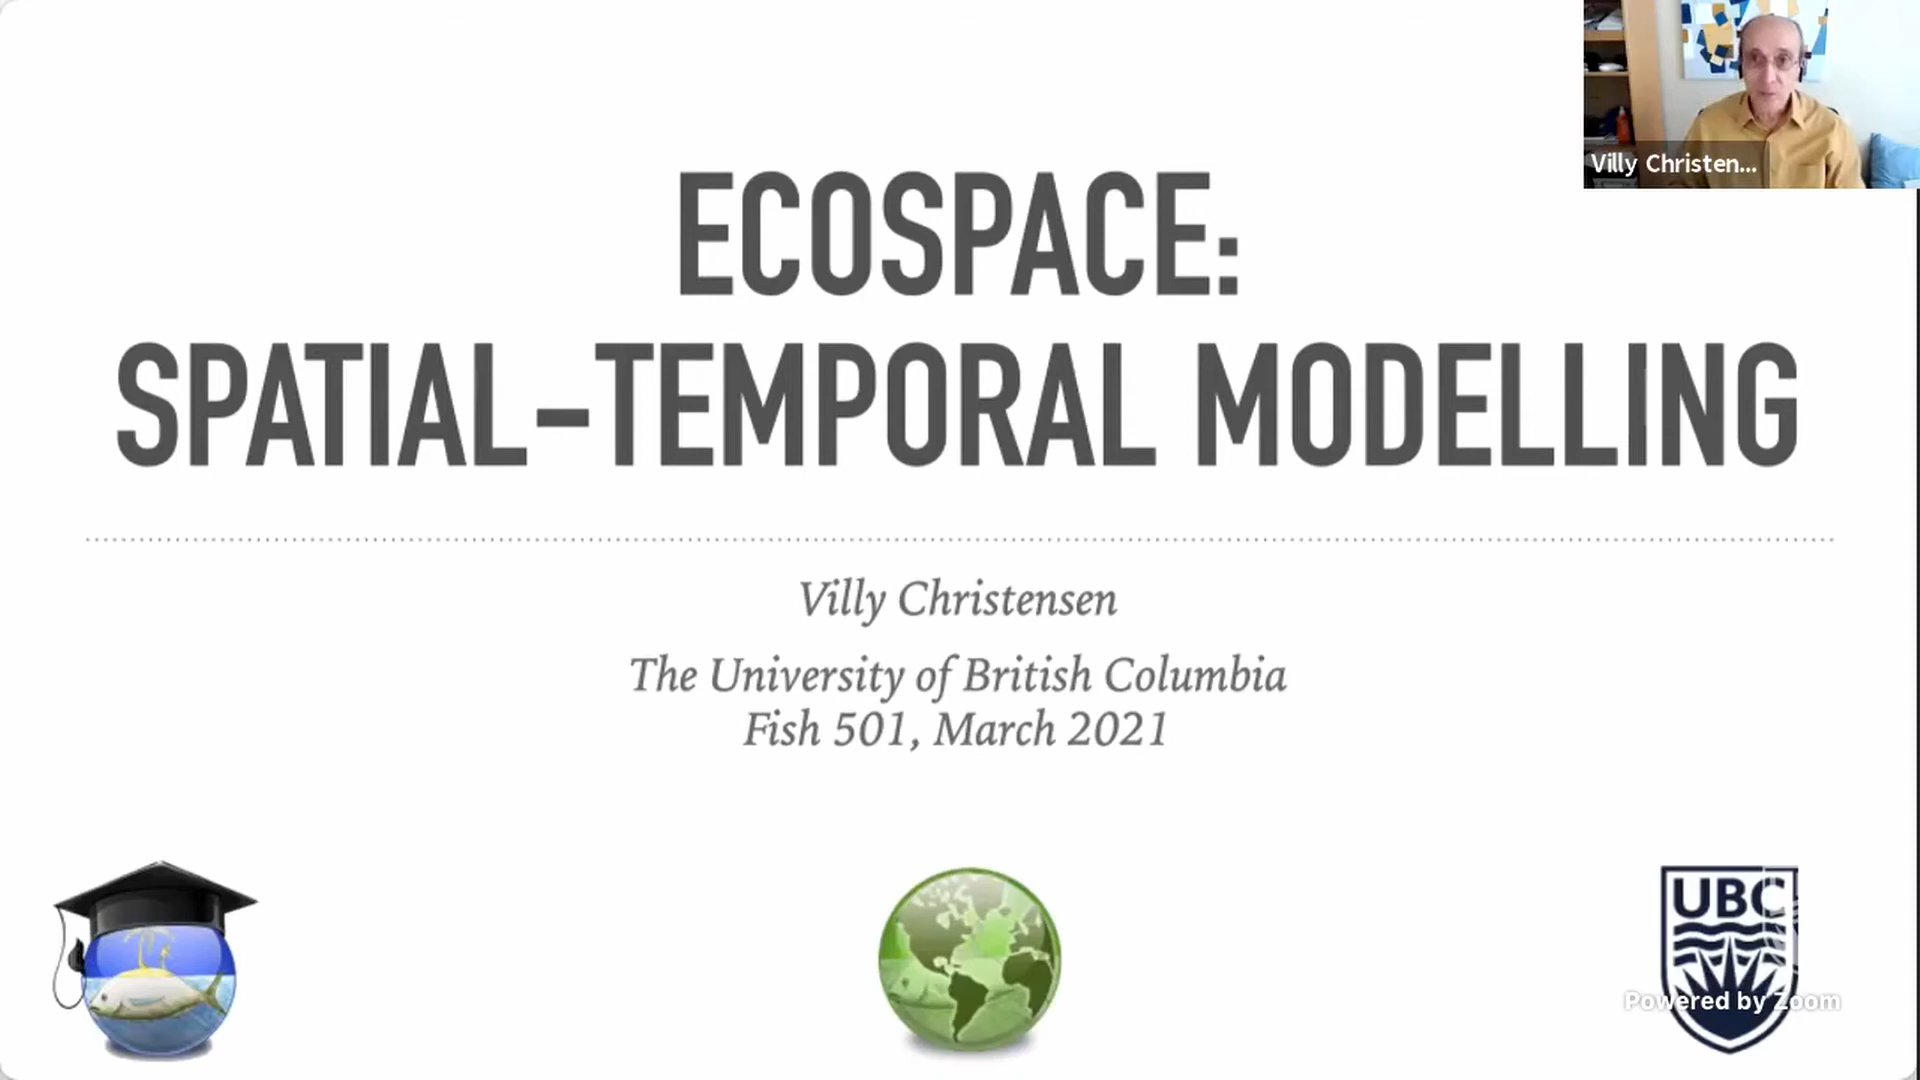 Villy Christen...
ECOSPACE:
SPATIAL-TEMPORAL MODELLING
Villy Christensen
The University of British Columbia
Fish 501, March 2021
UBC
Powered by Zoom